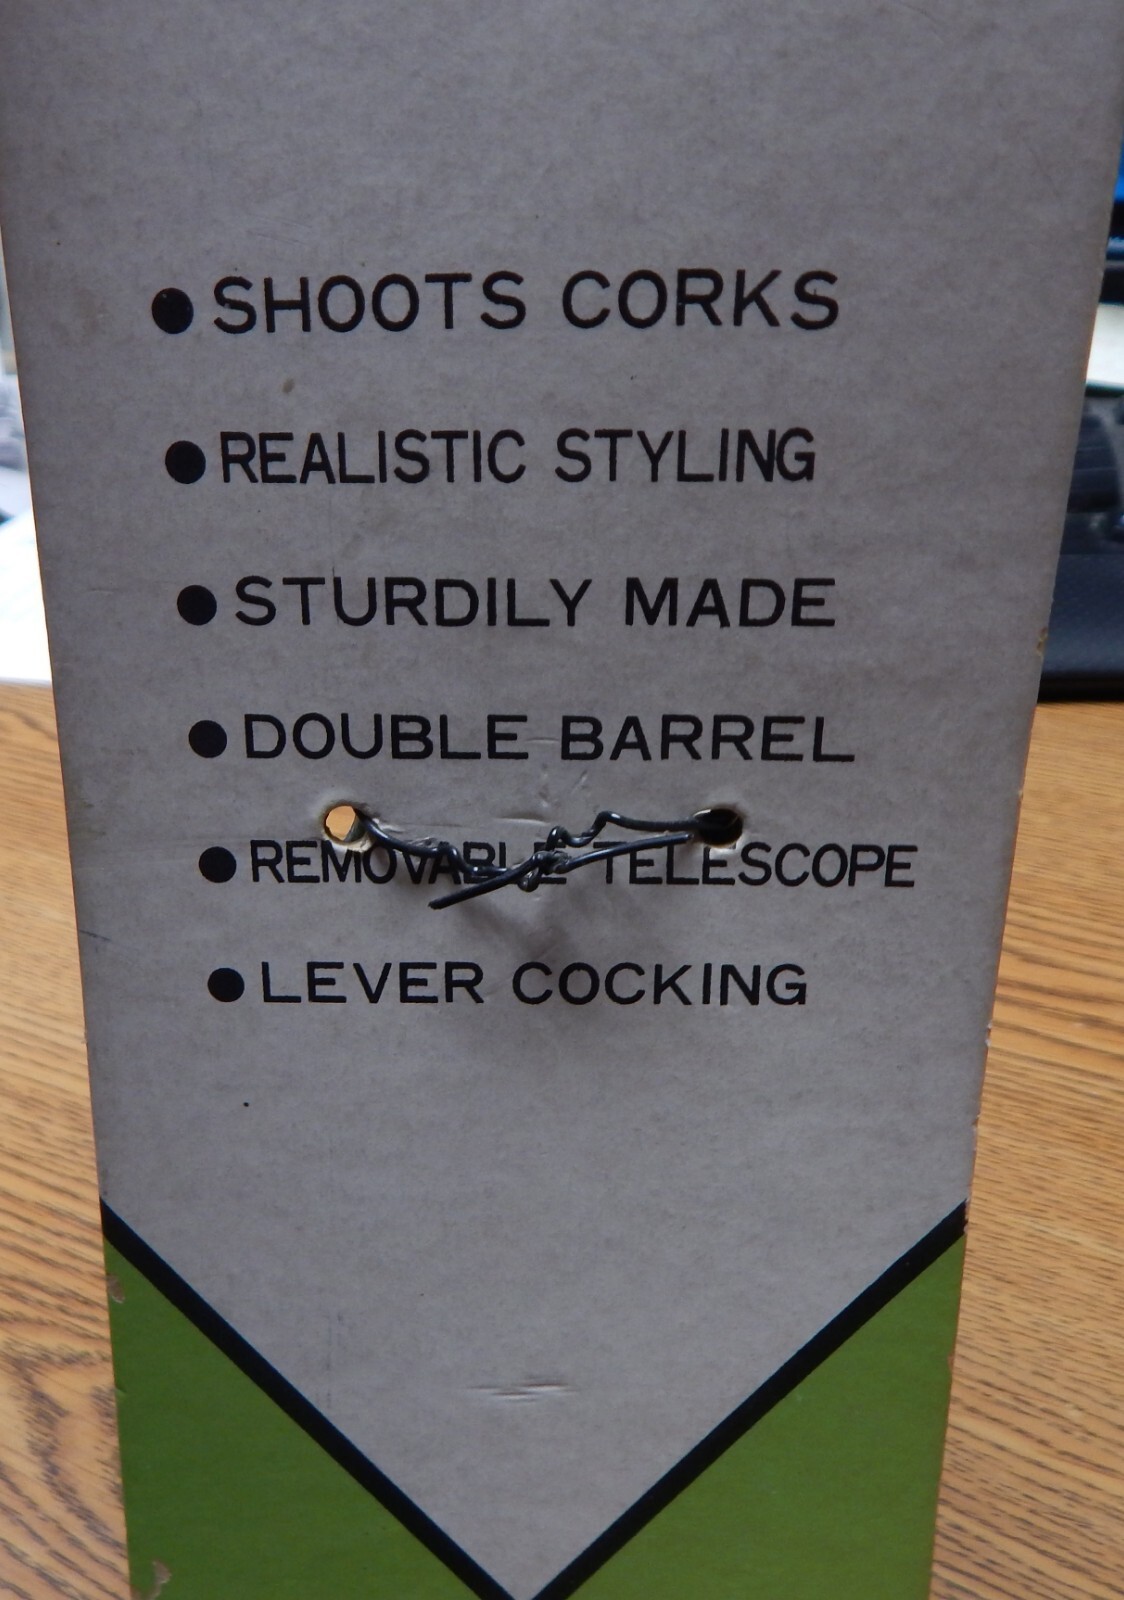 ● SHOOTS CORKS
● REALISTIC STYLING
● STURDILY MADE
● DOUBLE BARREL
● REMOVABLE TELESCOPE
● LEVER COCKING